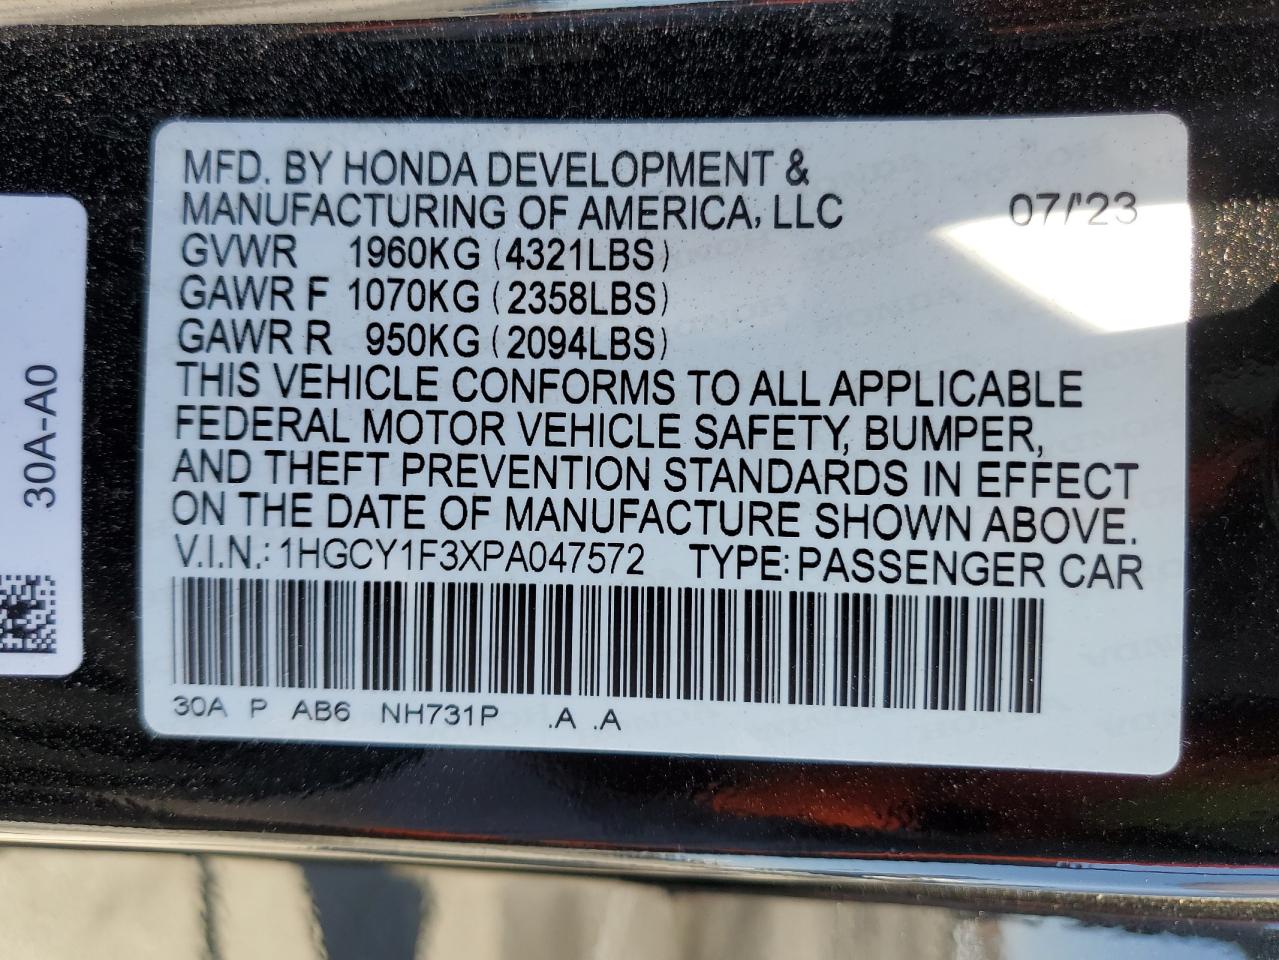 MFD. BY HONDA DEVELOPMENT &
MANUFACTURING OF AMERICA, LLC 07/'23
GVWR 1960KG (4321LBS)
GAWR F 1070KG (2358LBS)
GAWR R 950KG (2094LBS)
THIS VEHICLE CONFORMS TO ALL APPLICABLE
FEDERAL MOTOR VEHICLE SAFETY, BUMPER,
AND THEFT PREVENTION STANDARDS IN EFFECT
ON THE DATE OF MANUFACTURE SHOWN ABOVE.
V.I.N.: 1HGCY1F3XPA047572 TYPE: PASSENGER CAR
30A P AB6 NH731P .A .A
30A-A0